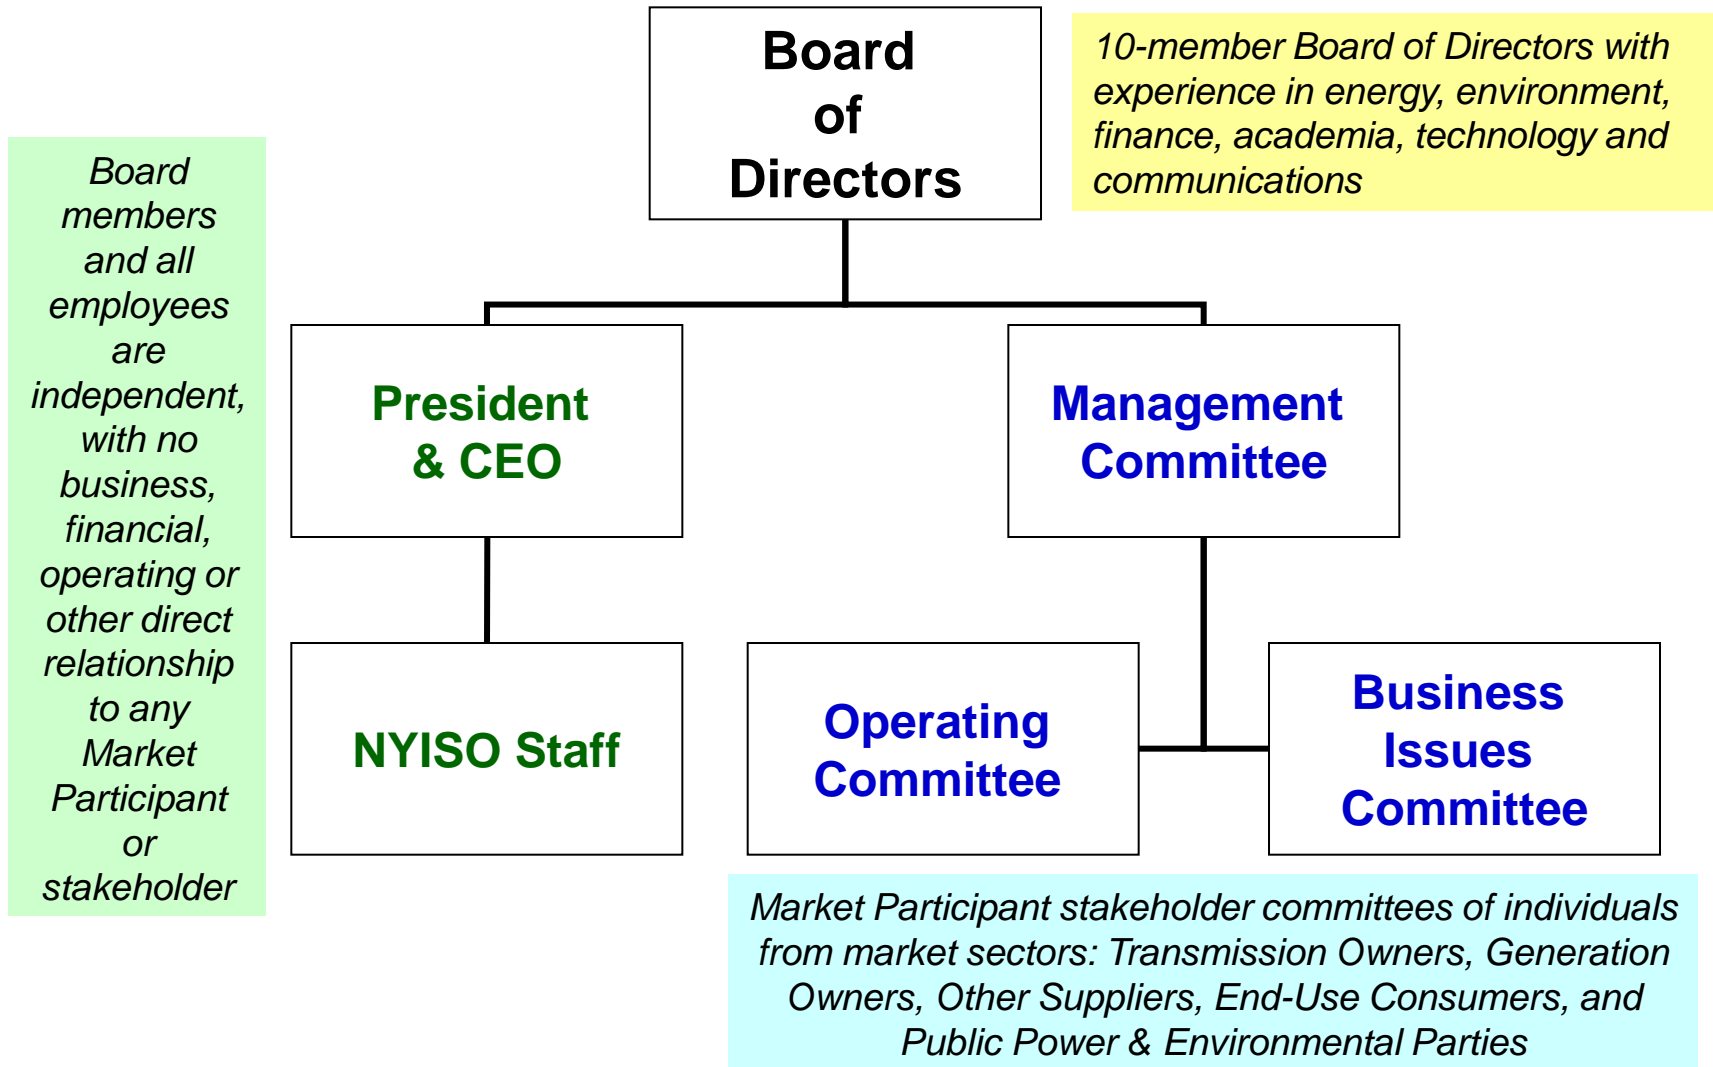 Board
of
Directors
10-member Board of Directors with
experience in energy, environment,
finance, academia, technology and
communications
Board
members
and all
employees
are
independent,
with no
business,
financial,
operating or
other direct
relationship
to any
Market
Participant
or
stakeholder
President
& CEO
Management
Committee
NYISO Staff
Operating
Committee
Business
Issues
Committee
Market Participant stakeholder committees of individuals
from market sectors: Transmission Owners, Generation
Owners, Other Suppliers, End-Use Consumers, and
Public Power & Environmental Parties